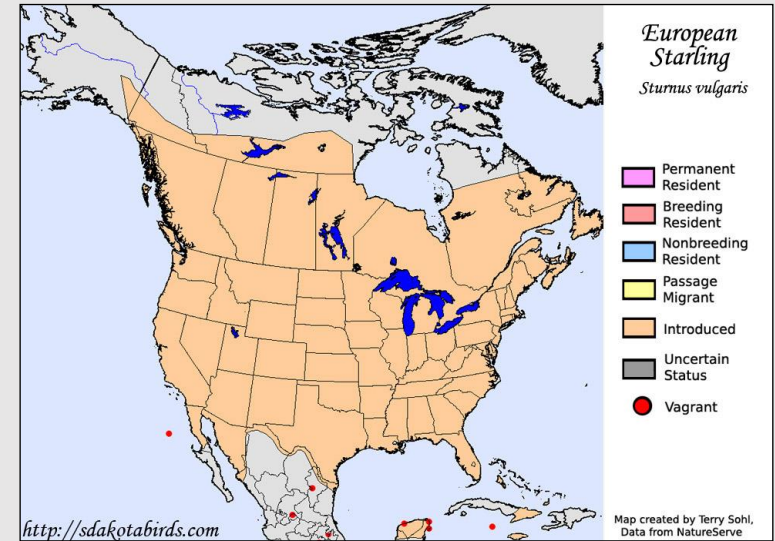 European
Starling
Sturnus vulgaris
Permanent
Resident
Breeding
Resident
Nonbreeding
Resident
Passage
Migrant
Introduced
Uncertain
Status
Vagrant
Map created by Terry Sohl,
Data from NatureServe
http://sdakotabirds.com